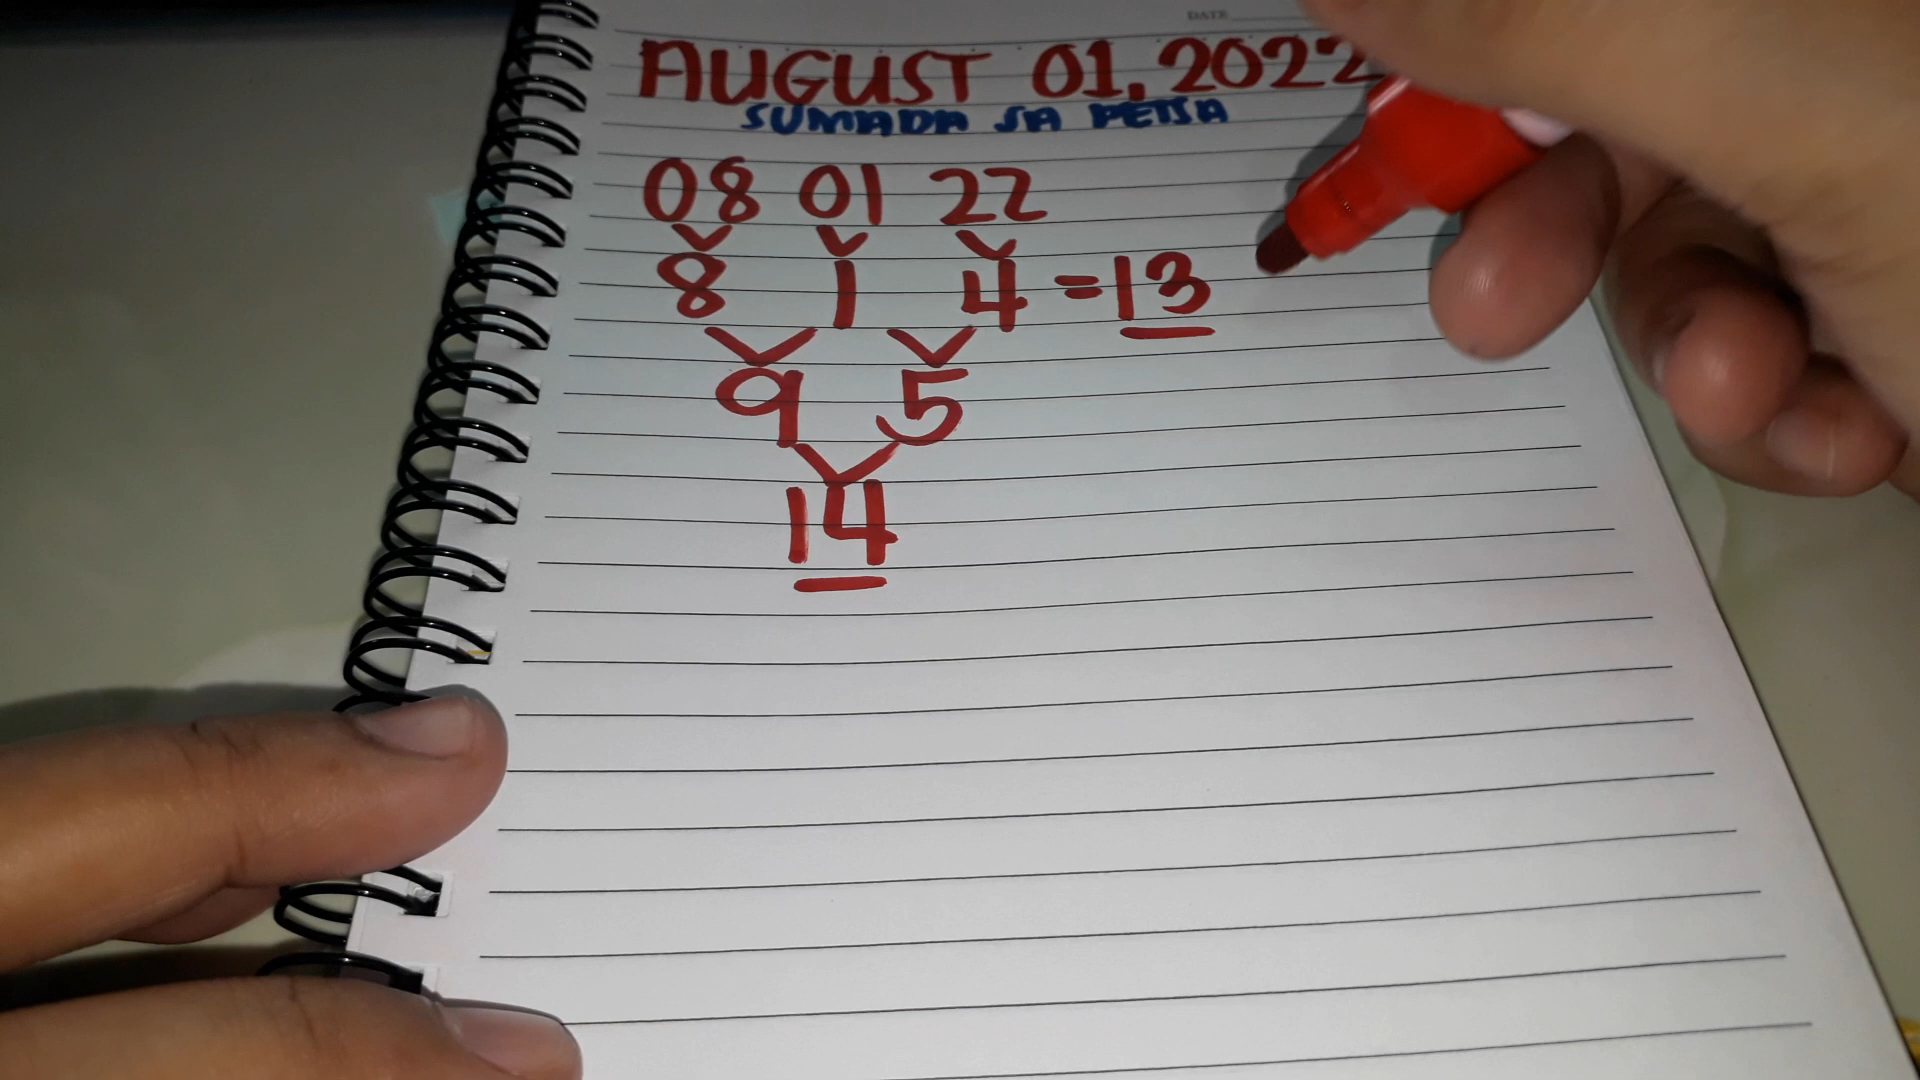 DATE
AUGUST 01, 2022
SUMADA SA PETSA
08 01 22
8 1 4 = 13
9 5
14